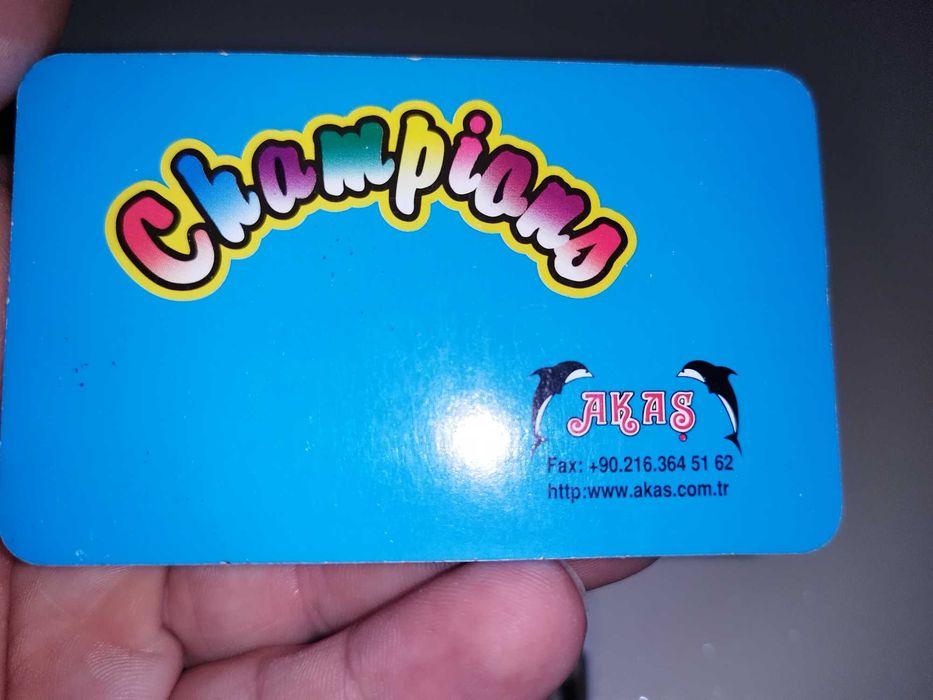 Champions
AKAŞ
Fax: +90.216.364 51 62
http:www.akas.com.tr